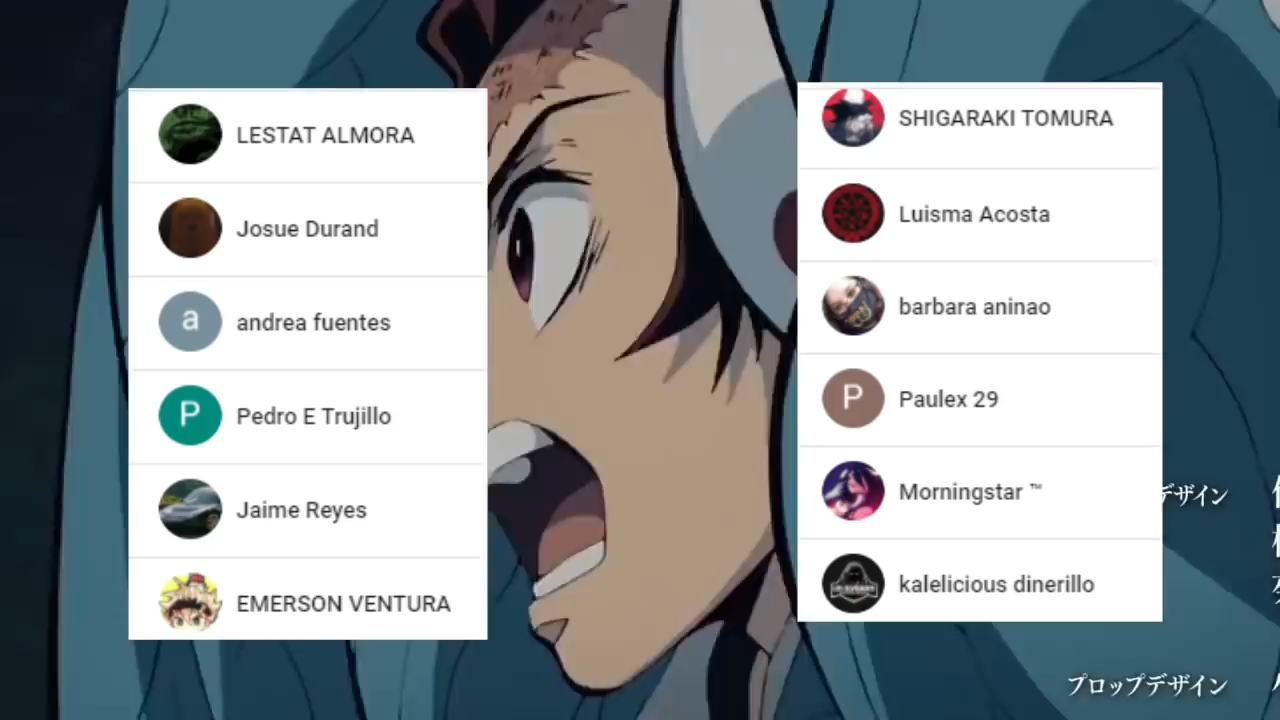 LESTAT ALMORA
Josue Durand
a
andrea fuentes
P
Pedro E Trujillo
Jaime Reyes
EMERSON VENTURA
SHIGARAKI TOMURA
Luisma Acosta
barbara aninao
P
Paulex 29
Morningstar ™
kalelicious dinerillo
デザイン
プロップデザイン